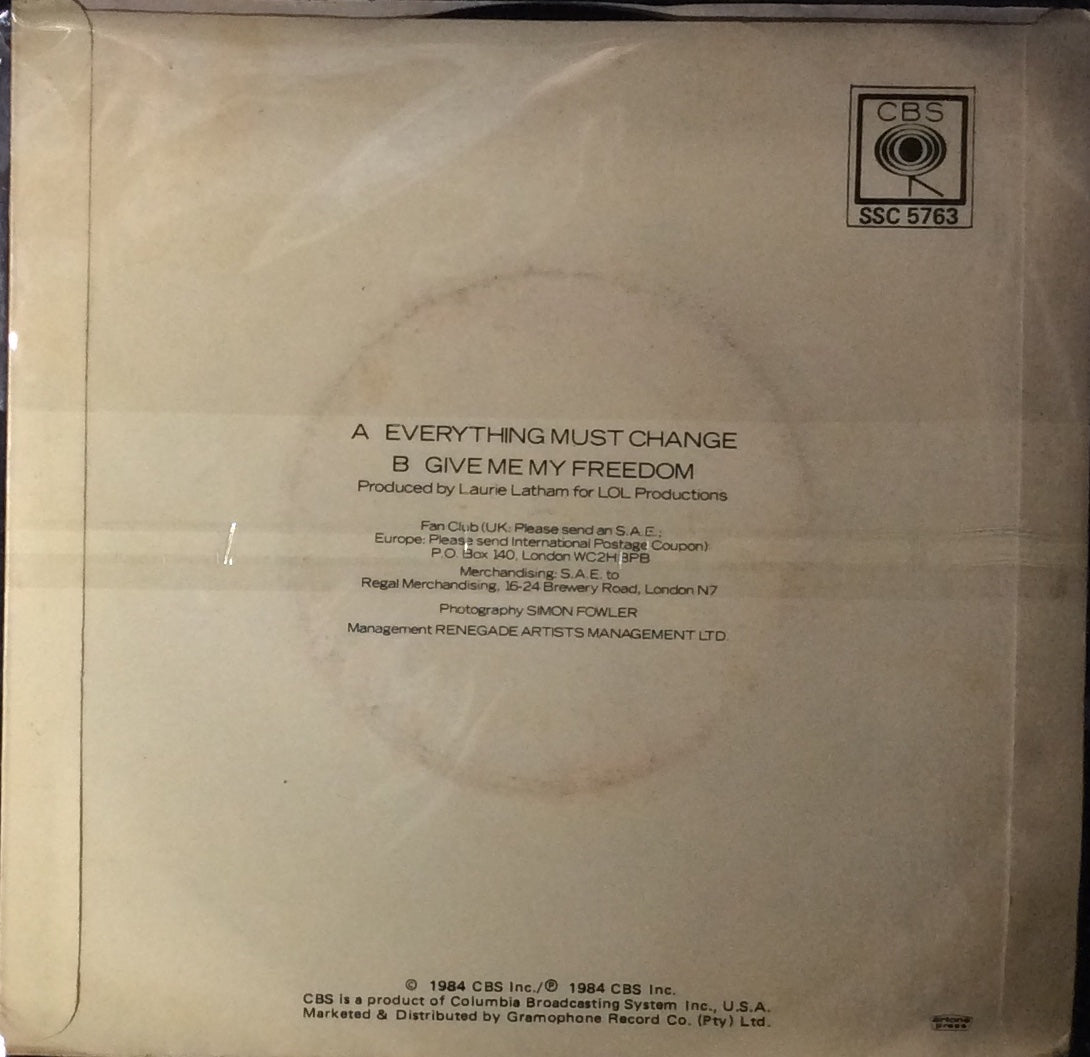 CBS
SSC 5763
A EVERYTHING MUST CHANGE
B GIVE ME MY FREEDOM
Produced by Laurie Latham for LOL Productions
Fan Club (UK: Please send an S.A.E.;
Europe: Please send International Postage Coupon)
P.O. Box 140, London WC2H 8PB
Merchandising: S.A.E. to
Regal Merchandising, 16-24 Brewery Road, London N7
Photography SIMON FOWLER
Management RENEGADE ARTISTS MANAGEMENT LTD.
© 1984 CBS Inc./℗ 1984 CBS Inc.
CBS is a product of Columbia Broadcasting System Inc., U.S.A.
Marketed & Distributed by Gramophone Record Co. (Pty) Ltd.
artone
press